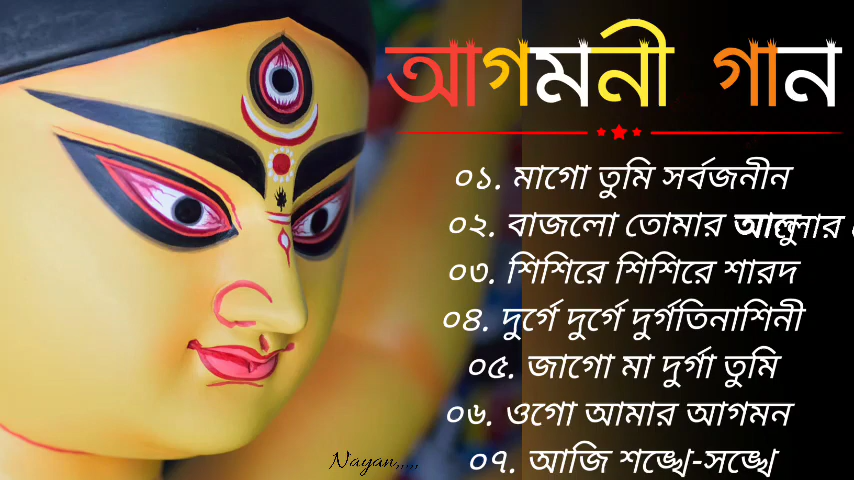 আগমনী গান
০১. মাগো তুমি সর্বজনীন
০২. বাজলো তোমার আলোর
০৩. শিশিরে শিশিরে শারদ
০৪. দুর্গে দুর্গে দুর্গতিনাশিনী
০৫. জাগো মা দুর্গা তুমি
০৬. ওগো আমার আগমন
০৭. আজি শঙ্খে-সঙ্খে
Nayan,,,,,